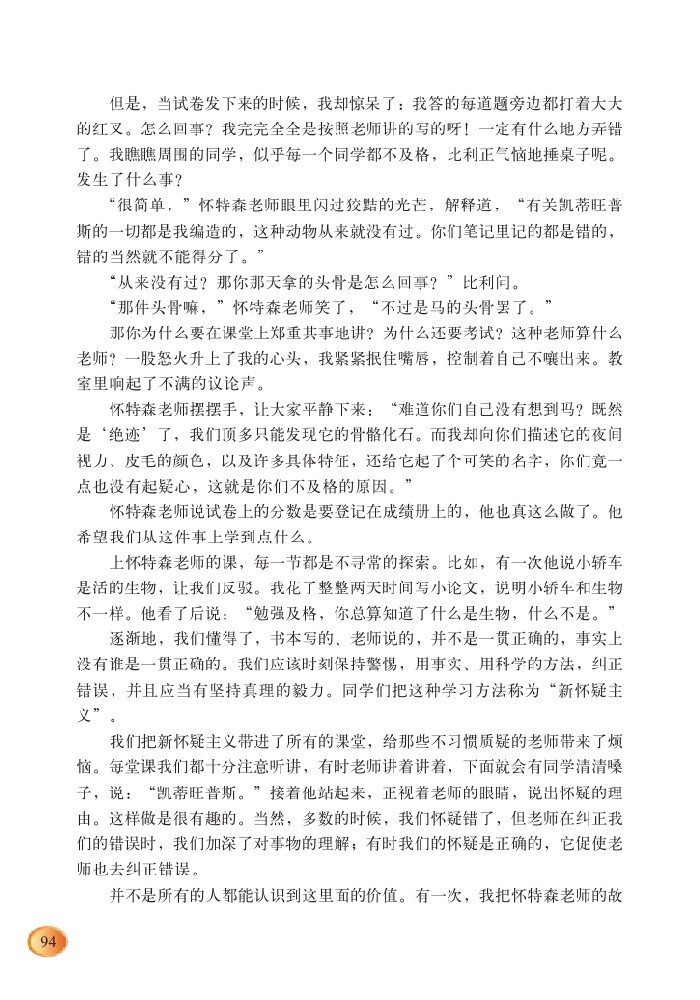 但是，当试卷发下来的时候，我却惊呆了：我答的每道题旁边都打着大大
的红叉。怎么回事？我完完全全是按照老师讲的写的呀！一定有什么地方弄错
了。我瞧瞧周围的同学，似乎每一个同学都不及格，比利正气恼地捶桌子呢。
发生了什么事？
“很简单，”怀特森老师眼里闪过狡黠的光芒，解释道，“有关凯蒂旺普
斯的一切都是我编造的，这种动物从来就没有过。你们笔记里记的都是错的，
错的当然就不能得分了。”
“从来没有过？那你那天拿的头骨是怎么回事？”比利问。
“那件头骨嘛，”怀特森老师笑了，“不过是马的头骨罢了。”
那你为什么要在课堂上郑重其事地讲？为什么还要考试？这种老师算什么
老师？一股怒火升上了我的心头，我紧紧抿住嘴唇，控制着自己不嚷出来。教
室里响起了不满的议论声。
怀特森老师摆摆手，让大家平静下来：“难道你们自己没有想到吗？既然
是‘绝迹’了，我们顶多只能发现它的骨骼化石。而我却向你们描述它的夜间
视力、皮毛的颜色，以及许多具体特征，还给它起了个可笑的名字，你们竟一
点也没有起疑心，这就是你们不及格的原因。”
怀特森老师说试卷上的分数是要登记在成绩册上的，他也真这么做了。他
希望我们从这件事上学到点什么。
上怀特森老师的课，每一节都是不寻常的探索。比如，有一次他说小轿车
是活的生物，让我们反驳。我花了整整两天时间写小论文，说明小轿车和生物
不一样。他看了后说：“勉强及格，你总算知道了什么是生物，什么不是。”
逐渐地，我们懂得了，书本写的、老师说的，并不是一贯正确的，事实上
没有谁是一贯正确的。我们应该时刻保持警惕，用事实、用科学的方法，纠正
错误，并且应当有坚持真理的毅力。同学们把这种学习方法称为“新怀疑主
义”。
我们把新怀疑主义带进了所有的课堂，给那些不习惯质疑的老师带来了烦
恼。每堂课我们都十分注意听讲，有时老师讲着讲着，下面就会有同学清清嗓
子，说：“凯蒂旺普斯。”接着他站起来，正视着老师的眼睛，说出怀疑的理
由。这样做是很有趣的。当然，多数的时候，我们怀疑错了，但老师在纠正我
们的错误时，我们加深了对事物的理解；有时我们的怀疑是正确的，它促使老
师也去纠正错误。
并不是所有的人都能认识到这里面的价值。有一次，我把怀特森老师的故
94